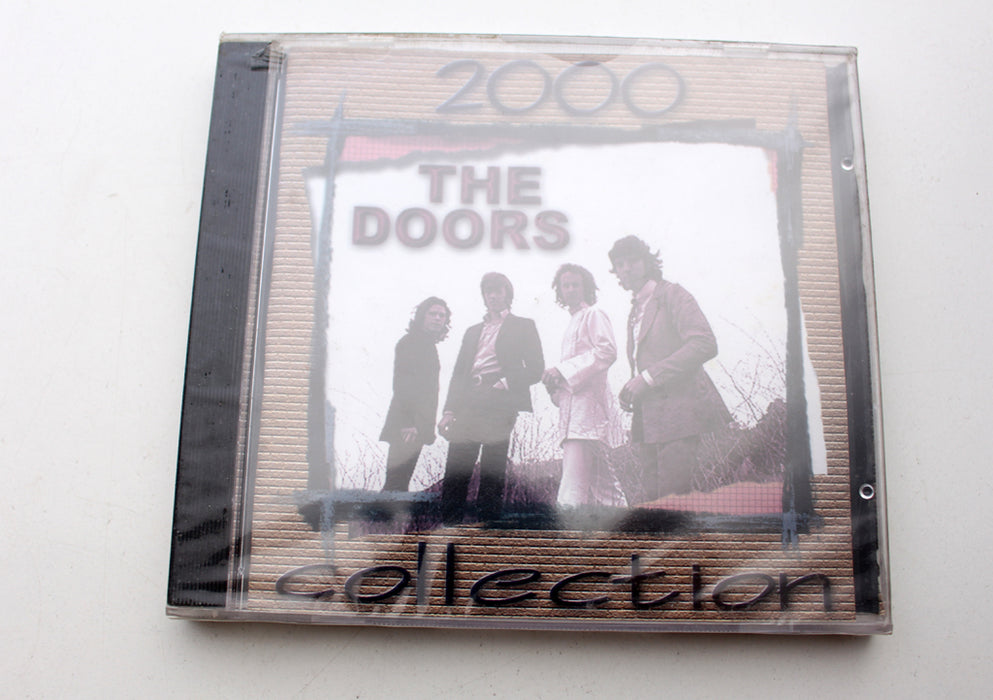 2000
THE
DOORS
collection